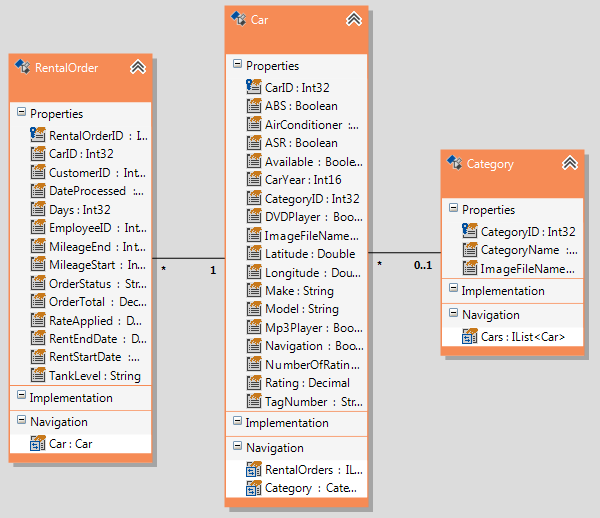 RentalOrder
Properties
RentalOrderID : I...
CarID : Int32
CustomerID : Int...
DateProcessed :...
Days : Int32
EmployeeID : Int...
MileageEnd : Int...
MileageStart : In...
OrderStatus : Str...
OrderTotal : Dec...
RateApplied : D...
RentEndDate : D...
RentStartDate :...
TankLevel : String
Implementation
Navigation
Car : Car
* 1
Car
Properties
CarID : Int32
ABS : Boolean
AirConditioner :...
ASR : Boolean
Available : Boole...
CarYear : Int16
CategoryID : Int32
DVDPlayer : Boo...
ImageFileName...
Latitude : Double
Longitude : Dou...
Make : String
Model : String
Mp3Player : Boo...
Navigation : Boo...
NumberOfRatin...
Rating : Decimal
TagNumber : Str...
Implementation
Navigation
RentalOrders : IL...
Category : Cate...
* 0..1
Category
Properties
CategoryID : Int32
CategoryName :...
ImageFileName...
Implementation
Navigation
Cars : IList<Car>